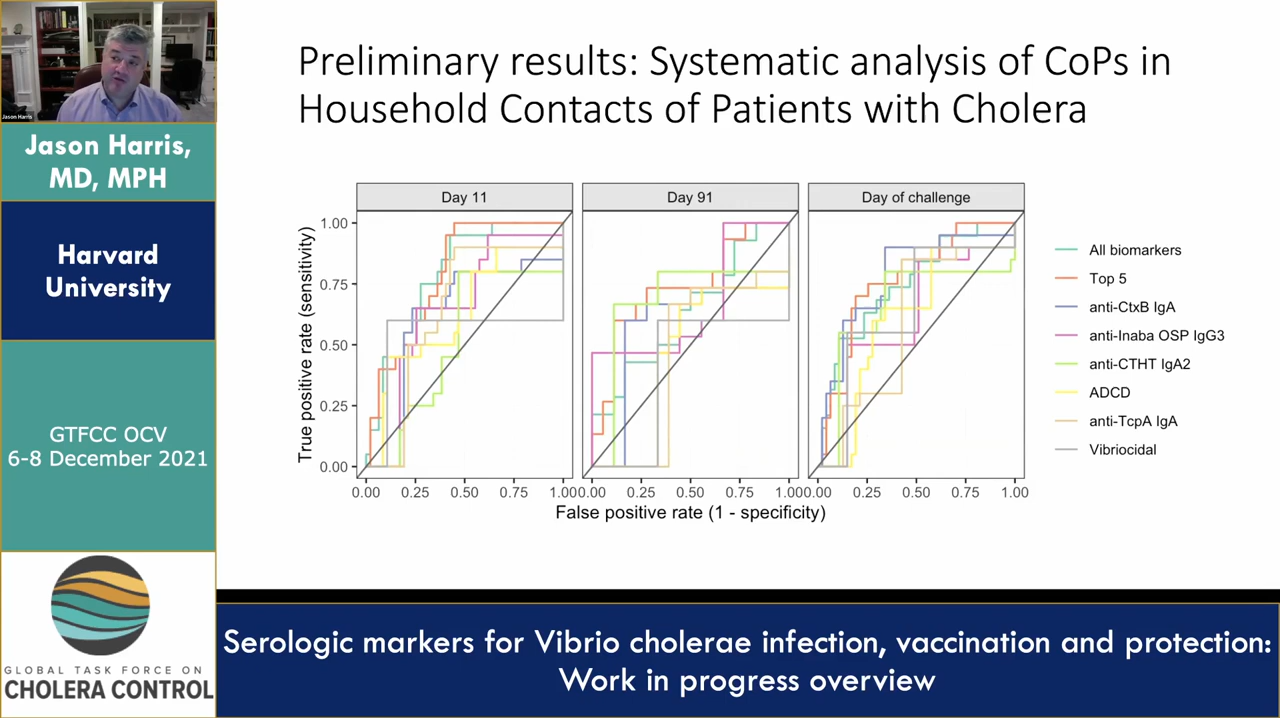 Jason Harris
Jason Harris,
MD, MPH
Harvard
University
GTFCC OCV
6-8 December 2021
GLOBAL TASK FORCE ON
CHOLERA CONTROL
Preliminary results: Systematic analysis of CoPs in
Household Contacts of Patients with Cholera
Day 11
Day 91
Day of challenge
True positive rate (sensitivity)
1.00
0.75
0.50
0.25
0.00
0.00 0.25 0.50 0.75 1.00
0.00 0.25 0.50 0.75 1.00
0.00 0.25 0.50 0.75 1.00
False positive rate (1 - specificity)
All biomarkers
Top 5
anti-CtxB IgA
anti-Inaba OSP IgG3
anti-CTHT IgA2
ADCD
anti-TcpA IgA
Vibriocidal
Serologic markers for Vibrio cholerae infection, vaccination and protection:
Work in progress overview